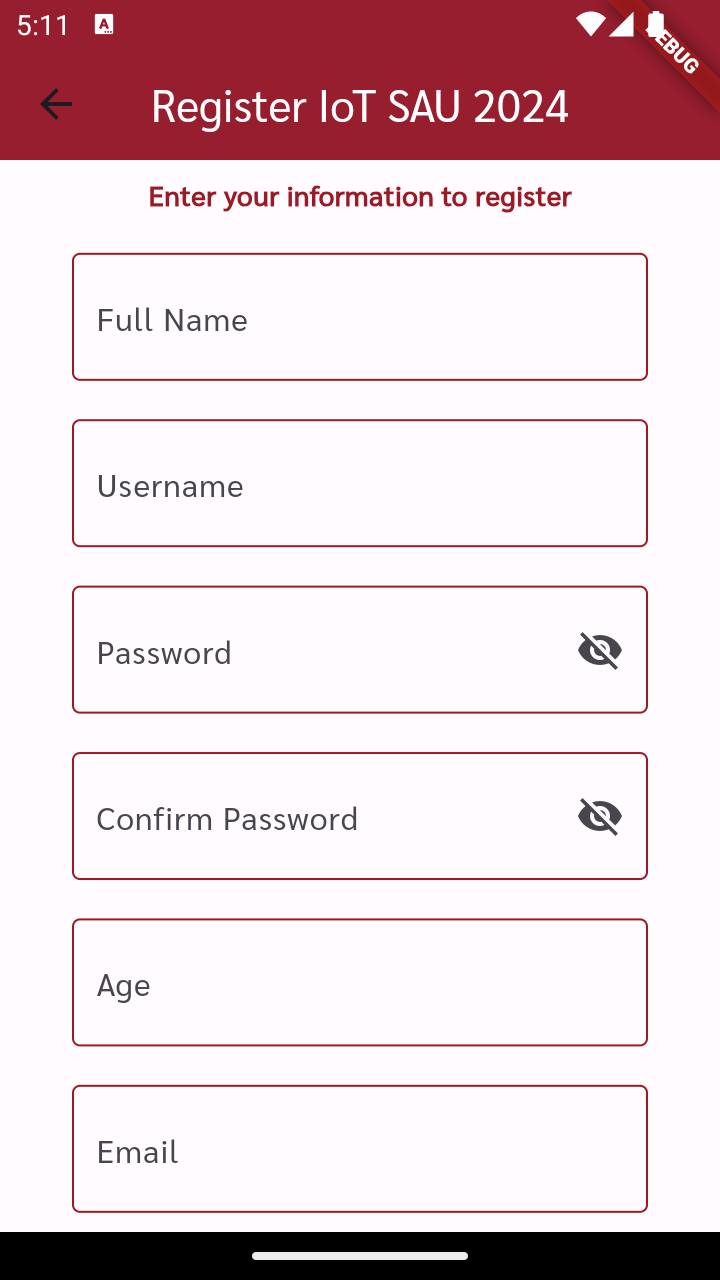 5:11
A
DEBUG
Register IoT SAU 2024
Enter your information to register
Full Name
Username
Password
Confirm Password
Age
Email